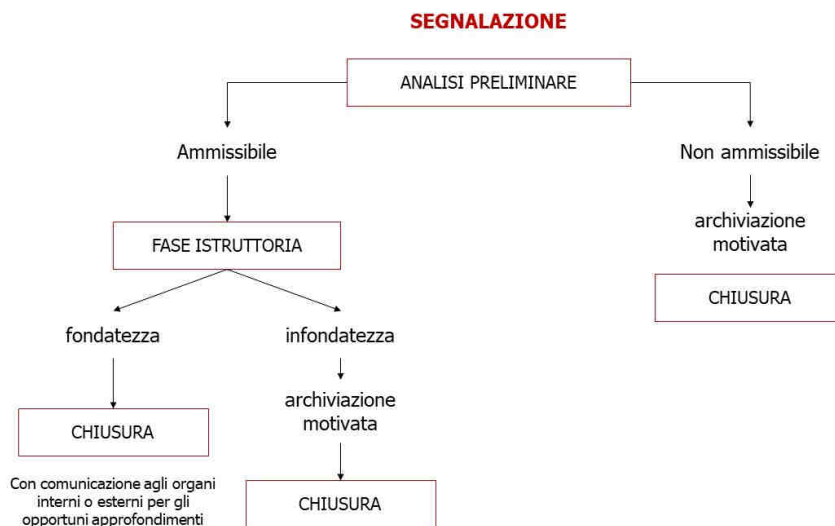 SEGNALAZIONE
ANALISI PRELIMINARE
Ammissibile
Non ammissibile
archiviazione
motivata
FASE ISTRUTTORIA
CHIUSURA
fondatezza
infondatezza
archiviazione
motivata
CHIUSURA
Con comunicazione agli organi
interni o esterni per gli
opportuni approfondimenti
CHIUSURA